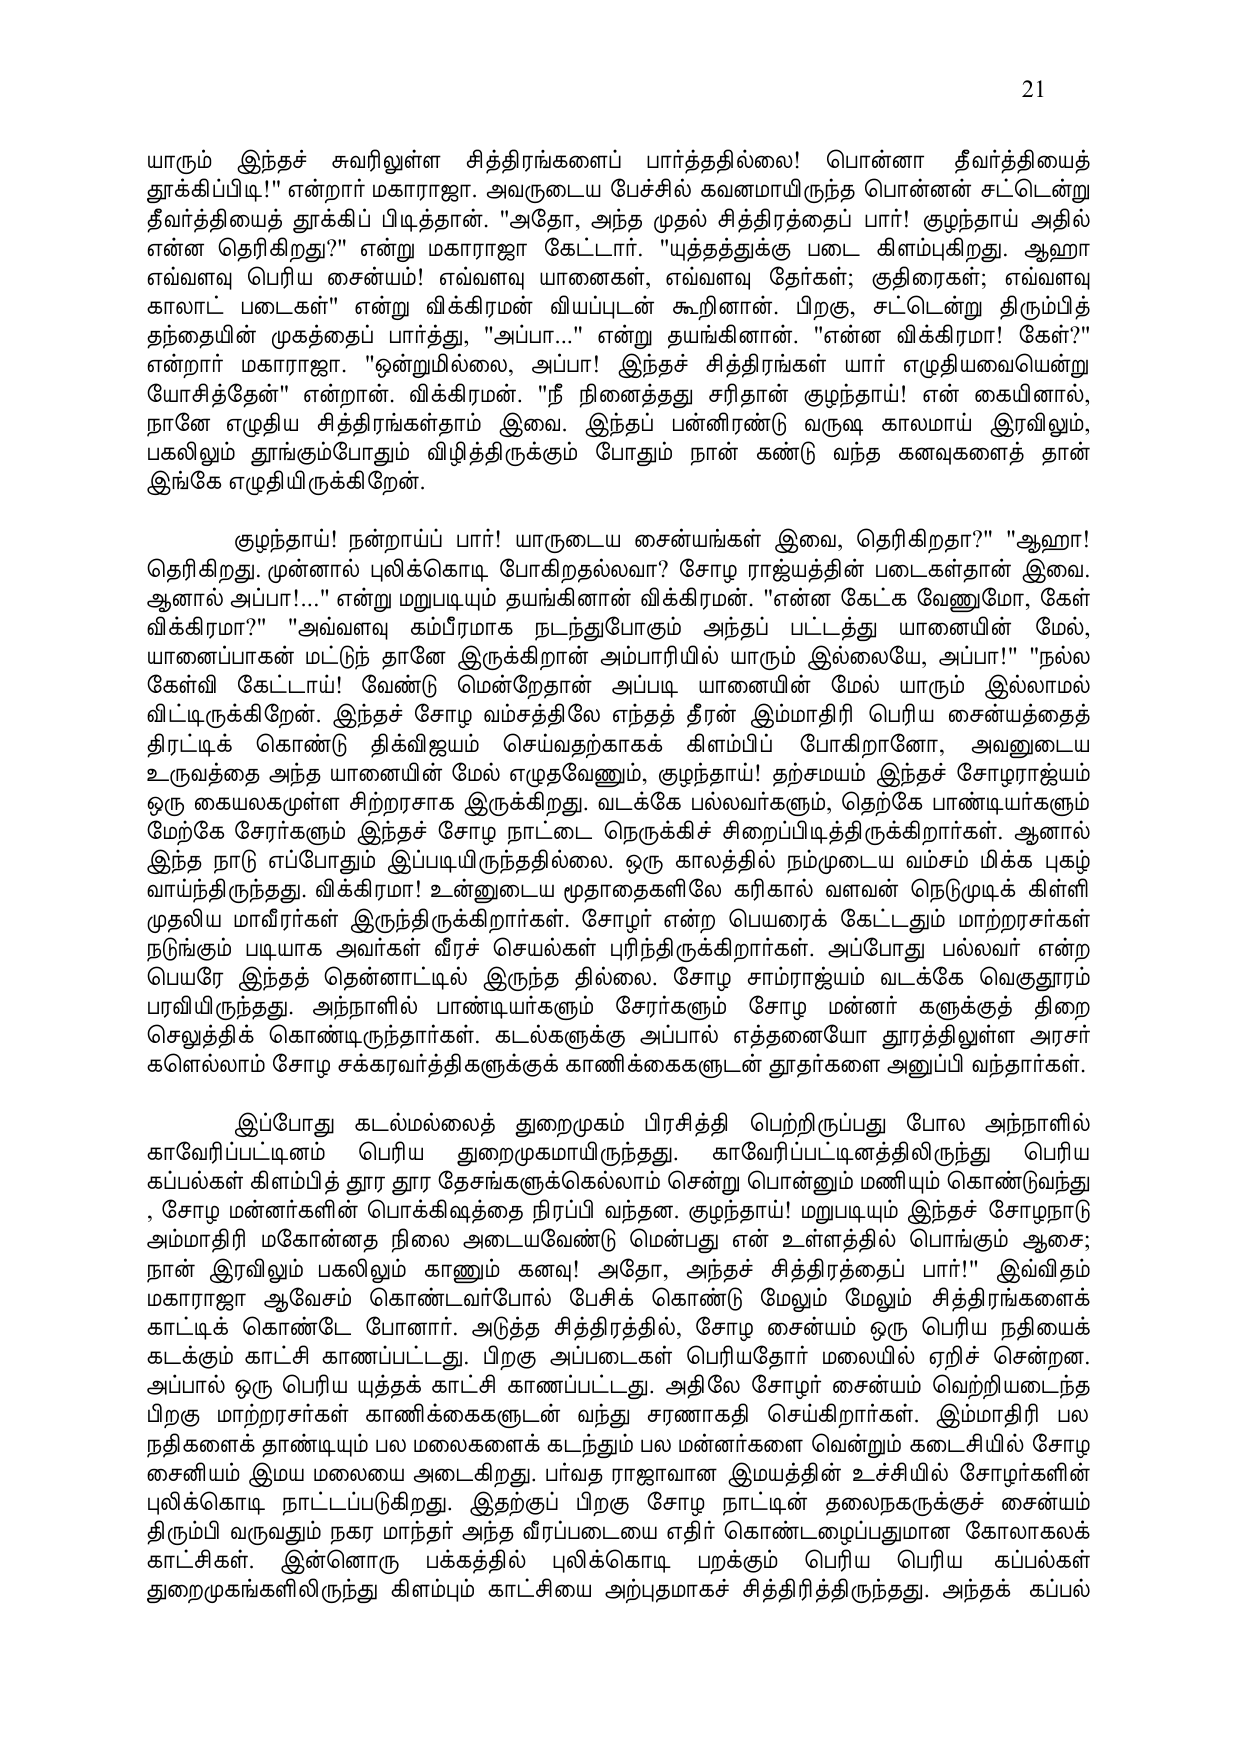 21
யாரும் இந்தச் சுவரிலுள்ள சித்திரங்களைப் பார்த்ததில்லை! பொன்னா தீவர்த்தியைத்
தூக்கிப்பிடி!" என்றார் மகாராஜா. அவருடைய பேச்சில் கவனமாயிருந்த பொன்னன் சட்டென்று
தீவர்த்தியைத் தூக்கிப் பிடித்தான். "அதோ, அந்த முதல் சித்திரத்தைப் பார்! குழந்தாய் அதில்
என்ன தெரிகிறது?" என்று மகாராஜா கேட்டார். "யுத்தத்துக்கு படை கிளம்புகிறது. ஆஹா
எவ்வளவு பெரிய சைன்யம்! எவ்வளவு யானைகள், எவ்வளவு தேர்கள்; குதிரைகள்; எவ்வளவு
காலாட் படைகள்" என்று விக்கிரமன் வியப்புடன் கூறினான். பிறகு, சட்டென்று திரும்பித்
தந்தையின் முகத்தைப் பார்த்து, "அப்பா..." என்று தயங்கினான். "என்ன விக்கிரமா! கேள்?"
என்றார் மகாராஜா. "ஒன்றுமில்லை, அப்பா! இந்தச் சித்திரங்கள் யார் எழுதியவையென்று
யோசித்தேன்" என்றான். விக்கிரமன். "நீ நினைத்தது சரிதான் குழந்தாய்! என் கையினால்,
நானே எழுதிய சித்திரங்கள்தாம் இவை. இந்தப் பன்னிரண்டு வருஷ காலமாய் இரவிலும்,
பகலிலும் தூங்கும்போதும் விழித்திருக்கும் போதும் நான் கண்டு வந்த கனவுகளைத் தான்
இங்கே எழுதியிருக்கிறேன்.
குழந்தாய்! நன்றாய்ப் பார்! யாருடைய சைன்யங்கள் இவை, தெரிகிறதா?" "ஆஹா!
தெரிகிறது. முன்னால் புலிக்கொடி போகிறதல்லவா? சோழ ராஜ்யத்தின் படைகள்தான் இவை.
ஆனால் அப்பா!..." என்று மறுபடியும் தயங்கினான் விக்கிரமன். "என்ன கேட்க வேணுமோ, கேள்
விக்கிரமா?" "அவ்வளவு கம்பீரமாக நடந்துபோகும் அந்தப் பட்டத்து யானையின் மேல்,
யானைப்பாகன் மட்டுந் தானே இருக்கிறான் அம்பாரியில் யாரும் இல்லையே, அப்பா!" "நல்ல
கேள்வி கேட்டாய்! வேண்டு மென்றேதான் அப்படி யானையின் மேல் யாரும் இல்லாமல்
விட்டிருக்கிறேன். இந்தச் சோழ வம்சத்திலே எந்தத் தீரன் இம்மாதிரி பெரிய சைன்யத்தைத்
திரட்டிக் கொண்டு திக்விஜயம் செய்வதற்காகக் கிளம்பிப் போகிறானோ, அவனுடைய
உருவத்தை அந்த யானையின் மேல் எழுதவேணும், குழந்தாய்! தற்சமயம் இந்தச் சோழராஜ்யம்
ஒரு கையலகமுள்ள சிற்றரசாக இருக்கிறது. வடக்கே பல்லவர்களும், தெற்கே பாண்டியர்களும்
மேற்கே சேரர்களும் இந்தச் சோழ நாட்டை நெருக்கிச் சிறைப்பிடித்திருக்கிறார்கள். ஆனால்
இந்த நாடு எப்போதும் இப்படியிருந்ததில்லை. ஒரு காலத்தில் நம்முடைய வம்சம் மிக்க புகழ்
வாய்ந்திருந்தது. விக்கிரமா! உன்னுடைய மூதாதைகளிலே கரிகால் வளவன் நெடுமுடிக் கிள்ளி
முதலிய மாவீரர்கள் இருந்திருக்கிறார்கள். சோழர் என்ற பெயரைக் கேட்டதும் மாற்றரசர்கள்
நடுங்கும் படியாக அவர்கள் வீரச் செயல்கள் புரிந்திருக்கிறார்கள். அப்போது பல்லவர் என்ற
பெயரே இந்தத் தென்னாட்டில் இருந்த தில்லை. சோழ சாம்ராஜ்யம் வடக்கே வெகுதூரம்
பரவியிருந்தது. அந்நாளில் பாண்டியர்களும் சேரர்களும் சோழ மன்னர் களுக்குத் திறை
செலுத்திக் கொண்டிருந்தார்கள். கடல்களுக்கு அப்பால் எத்தனையோ தூரத்திலுள்ள அரசர்
களெல்லாம் சோழ சக்கரவர்த்திகளுக்குக் காணிக்கைகளுடன் தூதர்களை அனுப்பி வந்தார்கள்.
இப்போது கடல்மல்லைத் துறைமுகம் பிரசித்தி பெற்றிருப்பது போல அந்நாளில்
காவேரிப்பட்டினம் பெரிய துறைமுகமாயிருந்தது. காவேரிப்பட்டினத்திலிருந்து பெரிய
கப்பல்கள் கிளம்பித் தூர தூர தேசங்களுக்கெல்லாம் சென்று பொன்னும் மணியும் கொண்டுவந்து
, சோழ மன்னர்களின் பொக்கிஷத்தை நிரப்பி வந்தன. குழந்தாய்! மறுபடியும் இந்தச் சோழநாடு
அம்மாதிரி மகோன்னத நிலை அடையவேண்டு மென்பது என் உள்ளத்தில் பொங்கும் ஆசை;
நான் இரவிலும் பகலிலும் காணும் கனவு! அதோ, அந்தச் சித்திரத்தைப் பார்!" இவ்விதம்
மகாராஜா ஆவேசம் கொண்டவர்போல் பேசிக் கொண்டு மேலும் மேலும் சித்திரங்களைக்
காட்டிக் கொண்டே போனார். அடுத்த சித்திரத்தில், சோழ சைன்யம் ஒரு பெரிய நதியைக்
கடக்கும் காட்சி காணப்பட்டது. பிறகு அப்படைகள் பெரியதோர் மலையில் ஏறிச் சென்றன.
அப்பால் ஒரு பெரிய யுத்தக் காட்சி காணப்பட்டது. அதிலே சோழர் சைன்யம் வெற்றியடைந்த
பிறகு மாற்றரசர்கள் காணிக்கைகளுடன் வந்து சரணாகதி செய்கிறார்கள். இம்மாதிரி பல
நதிகளைக் தாண்டியும் பல மலைகளைக் கடந்தும் பல மன்னர்களை வென்றும் கடைசியில் சோழ
சைனியம் இமய மலையை அடைகிறது. பர்வத ராஜாவான இமயத்தின் உச்சியில் சோழர்களின்
புலிக்கொடி நாட்டப்படுகிறது. இதற்குப் பிறகு சோழ நாட்டின் தலைநகருக்குச் சைன்யம்
திரும்பி வருவதும் நகர மாந்தர் அந்த வீரப்படையை எதிர் கொண்டழைப்பதுமான கோலாகலக்
காட்சிகள். இன்னொரு பக்கத்தில் புலிக்கொடி பறக்கும் பெரிய பெரிய கப்பல்கள்
துறைமுகங்களிலிருந்து கிளம்பும் காட்சியை அற்புதமாகச் சித்திரித்திருந்தது. அந்தக் கப்பல்